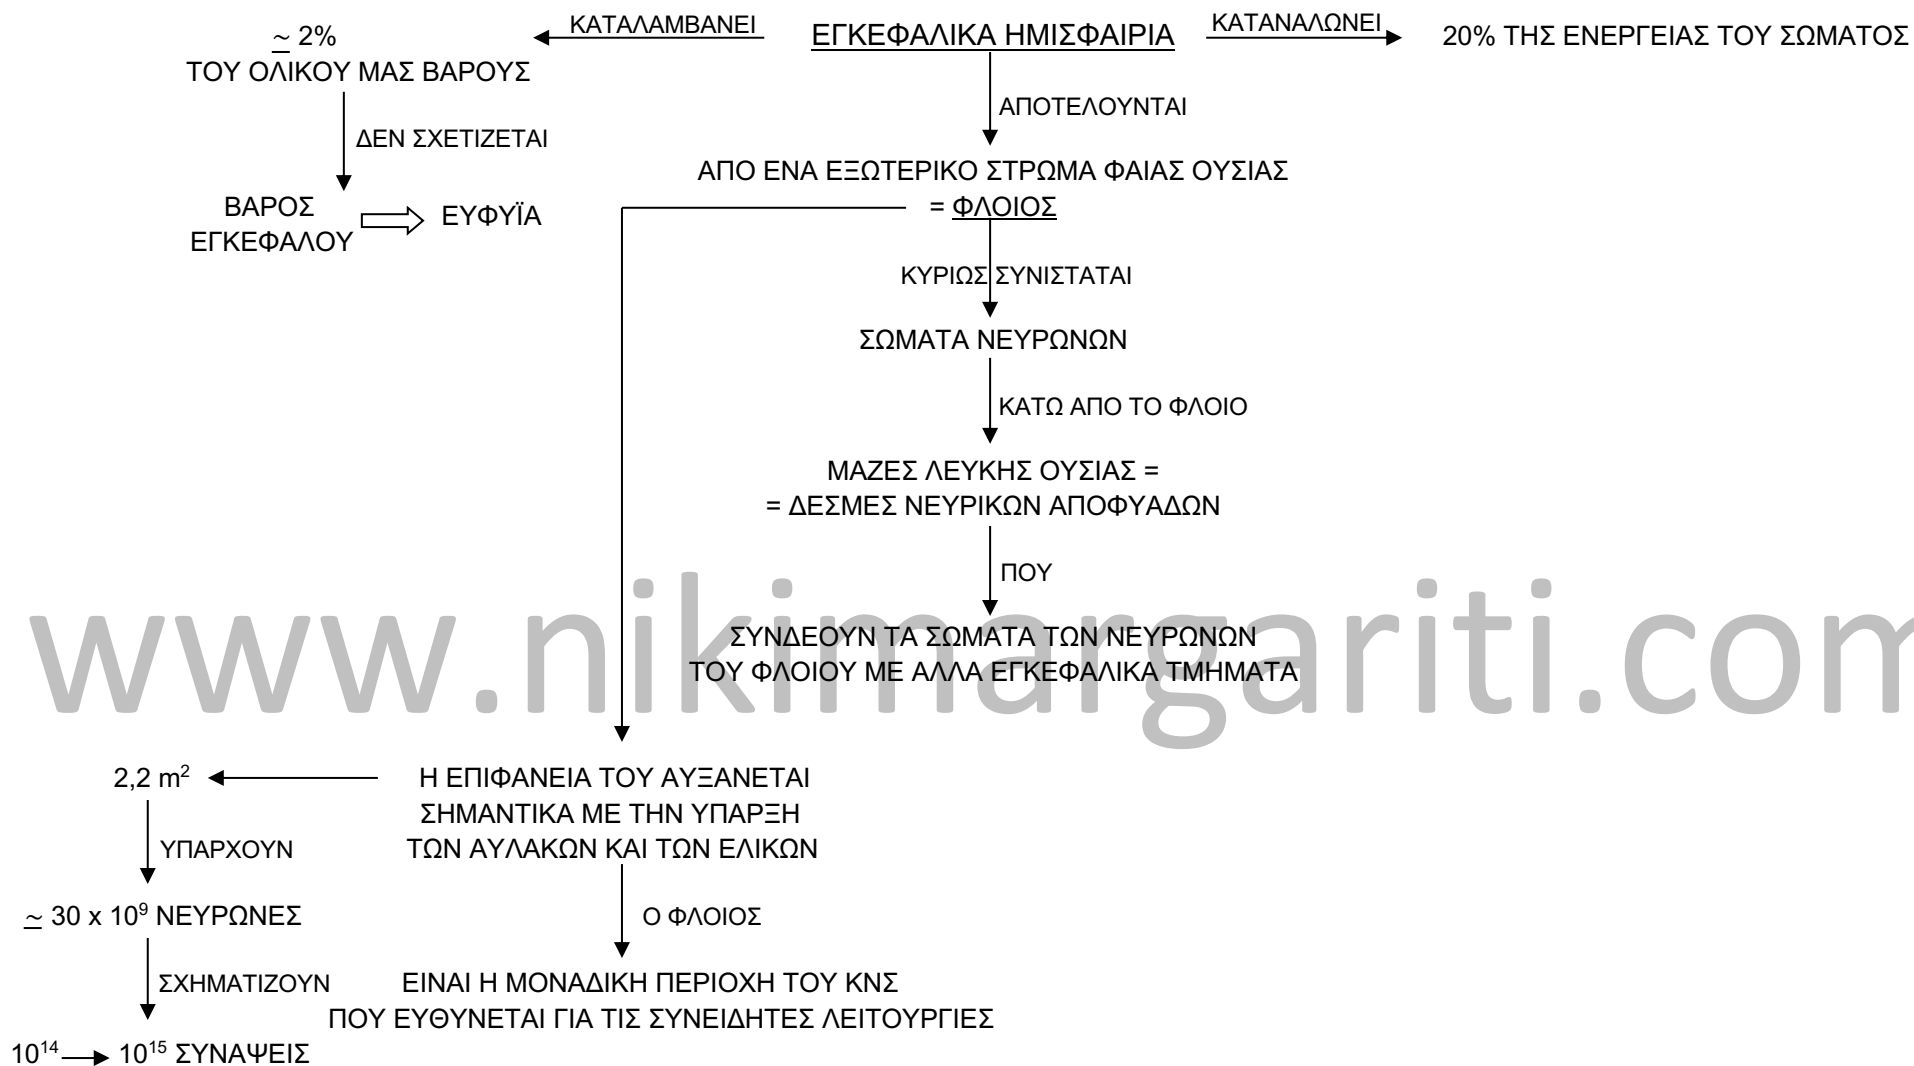 ~ 2%
ΤΟΥ ΟΛΙΚΟΥ ΜΑΣ ΒΑΡΟΥΣ
ΚΑΤΑΛΑΜΒΑΝΕΙ
ΕΓΚΕΦΑΛΙΚΑ ΗΜΙΣΦΑΙΡΙΑ
ΚΑΤΑΝΑΛΩΝΕΙ
20% ΤΗΣ ΕΝΕΡΓΕΙΑΣ ΤΟΥ ΣΩΜΑΤΟΣ
ΔΕΝ ΣΧΕΤΙΖΕΤΑΙ
ΒΑΡΟΣ
ΕΓΚΕΦΑΛΟΥ
ΕΥΦΥΪΑ
ΑΠΟΤΕΛΟΥΝΤΑΙ
ΑΠΟ ΕΝΑ ΕΞΩΤΕΡΙΚΟ ΣΤΡΩΜΑ ΦΑΙΑΣ ΟΥΣΙΑΣ
= ΦΛΟΙΟΣ
ΚΥΡΙΩΣ ΣΥΝΙΣΤΑΤΑΙ
ΣΩΜΑΤΑ ΝΕΥΡΩΝΩΝ
ΚΑΤΩ ΑΠΟ ΤΟ ΦΛΟΙΟ
ΜΑΖΕΣ ΛΕΥΚΗΣ ΟΥΣΙΑΣ =
= ΔΕΣΜΕΣ ΝΕΥΡΙΚΩΝ ΑΠΟΦΥΑΔΩΝ
ΠΟΥ
ΣΥΝΔΕΟΥΝ ΤΑ ΣΩΜΑΤΑ ΤΩΝ ΝΕΥΡΩΝΩΝ
ΤΟΥ ΦΛΟΙΟΥ ΜΕ ΑΛΛΑ ΕΓΚΕΦΑΛΙΚΑ ΤΜΗΜΑΤΑ
www.nikimargariti.com
Η ΕΠΙΦΑΝΕΙΑ ΤΟΥ ΑΥΞΑΝΕΤΑΙ
ΣΗΜΑΝΤΙΚΑ ΜΕ ΤΗΝ ΥΠΑΡΞΗ
ΤΩΝ ΑΥΛΑΚΩΝ ΚΑΙ ΤΩΝ ΕΛΙΚΩΝ
Ο ΦΛΟΙΟΣ
ΕΙΝΑΙ Η ΜΟΝΑΔΙΚΗ ΠΕΡΙΟΧΗ ΤΟΥ ΚΝΣ
ΠΟΥ ΕΥΘΥΝΕΤΑΙ ΓΙΑ ΤΙΣ ΣΥΝΕΙΔΗΤΕΣ ΛΕΙΤΟΥΡΓΙΕΣ
2,2 m²
ΥΠΑΡΧΟΥΝ
~ 30 x 10⁹ ΝΕΥΡΩΝΕΣ
ΣΧΗΜΑΤΙΖΟΥΝ
10¹⁴ → 10¹⁵ ΣΥΝΑΨΕΙΣ